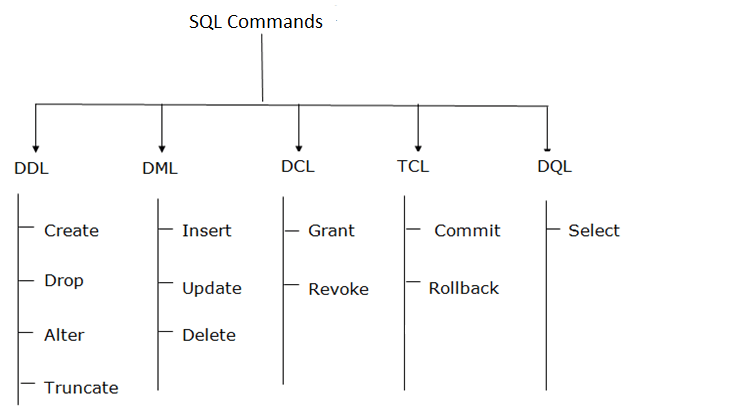 SQL Commands
DDL
DML
DCL
TCL
DQL
Create
Insert
Grant
Commit
Select
Drop
Update
Revoke
Rollback
Alter
Delete
Truncate